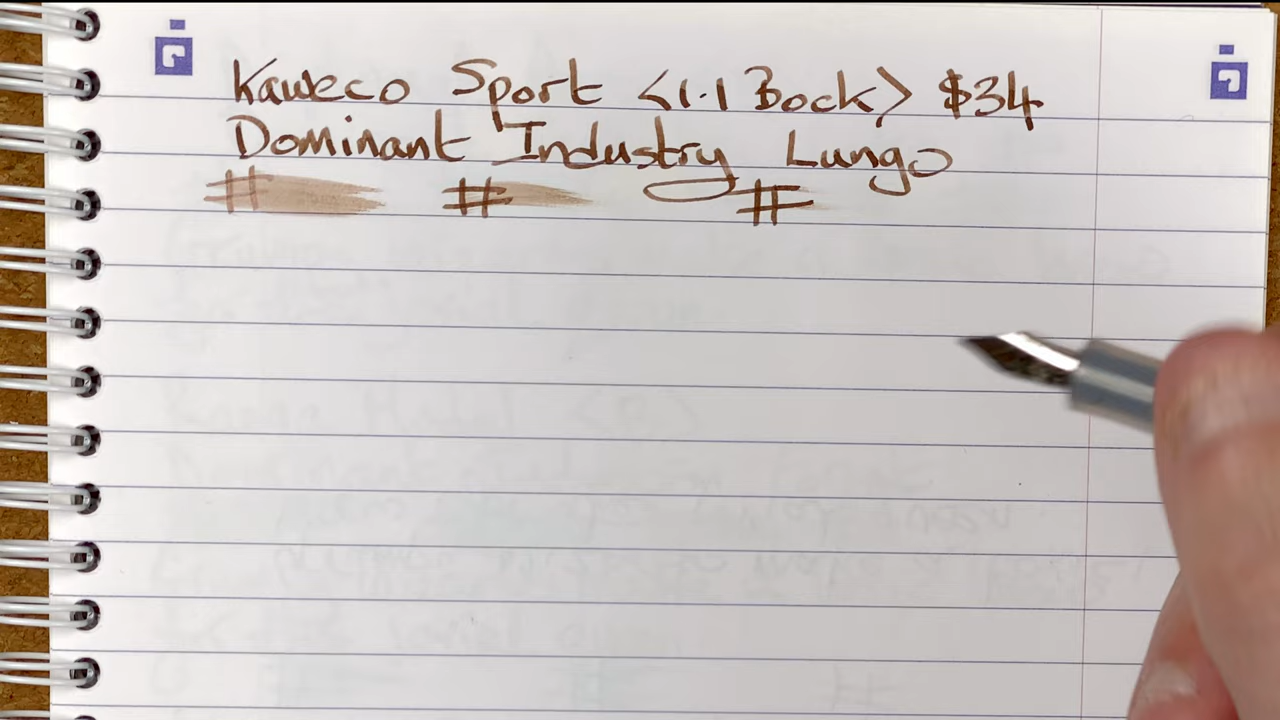 Kaweco Sport <1.1 Bock> $34
Dominant Industry Lungo
# # #